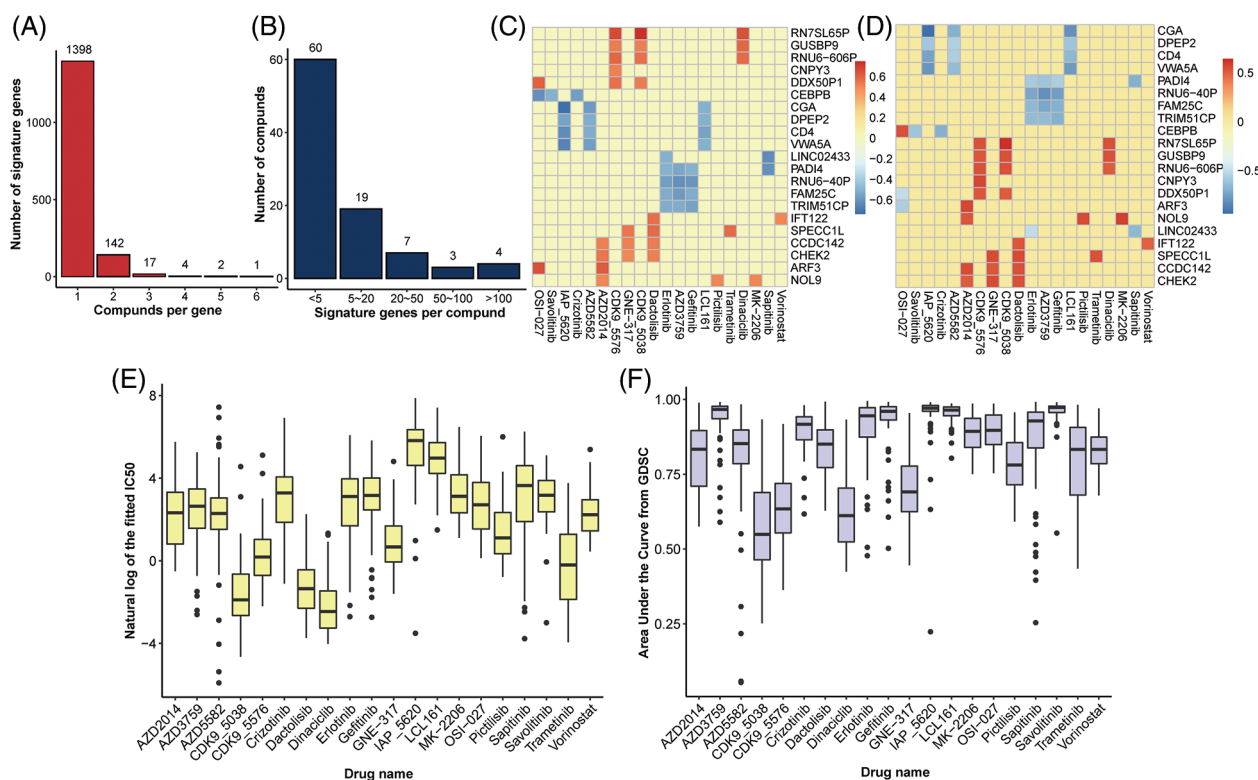 (A)
1398
142
17
4
2
1
Number of signature genes
1000
500
0
1
2
3
4
5
6
Compunds per gene
(B)
60
19
7
3
4
Number of compounds
60
40
20
0
<5
5~20
20~50
50~100
>100
Signature genes per compund
(C)
RN7SL65P
GUSBP9
RNU6-606P
CNPY3
DDX50P1
CEBPB
CGA
DPEP2
CD4
VWA5A
LINC02433
PADI4
RNU6-40P
FAM25C
TRIM51CP
IFT122
SPECC1L
CCDC142
CHEK2
ARF3
NOL9
0.6
0.4
0.2
0
−0.2
−0.4
−0.6
OSI-027
Savolitinib
IAP_5620
Crizotinib
AZD5582
AZD2014
CDK9_5576
GNE-317
CDK9_5038
Dactolisib
Erlotinib
AZD3759
Gefitinib
LCL161
Pictilisib
Trametinib
Dinaciclib
MK-2206
Sapitinib
Vorinostat
(D)
CGA
DPEP2
CD4
VWA5A
PADI4
RNU6-40P
FAM25C
TRIM51CP
CEBPB
RN7SL65P
GUSBP9
RNU6-606P
CNPY3
DDX50P1
ARF3
NOL9
LINC02433
IFT122
SPECC1L
CCDC142
CHEK2
0.5
0
−0.5
OSI-027
Savolitinib
IAP_5620
Crizotinib
AZD5582
AZD2014
CDK9_5576
GNE-317
CDK9_5038
Dactolisib
Erlotinib
AZD3759
Gefitinib
LCL161
Pictilisib
Trametinib
Dinaciclib
MK-2206
Sapitinib
Vorinostat
(E)
Natural log of the fitted IC50
8
4
0
−4
AZD2014
AZD3759
AZD5582
CDK9_5038
CDK9_5576
Crizotinib
Dactolisib
Dinaciclib
Erlotinib
Gefitinib
GNE-317
IAP_5620
LCL161
MK-2206
OSI-027
Pictilisib
Sapitinib
Savolitinib
Trametinib
Vorinostat
Drug name
(F)
Area Under the Curve from GDSC
1.00
0.75
0.50
0.25
AZD2014
AZD3759
AZD5582
CDK9_5038
CDK9_5576
Crizotinib
Dactolisib
Dinaciclib
Erlotinib
Gefitinib
GNE-317
IAP_5620
LCL161
MK-2206
OSI-027
Pictilisib
Sapitinib
Savolitinib
Trametinib
Vorinostat
Drug name